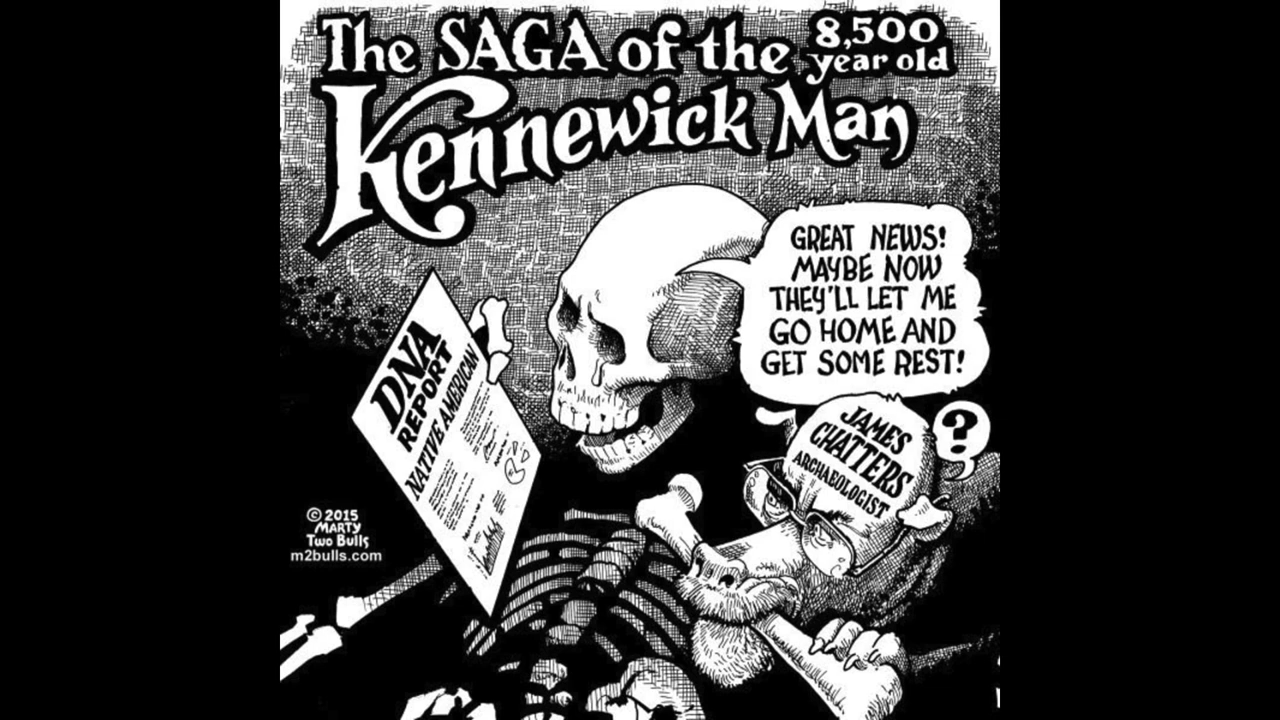 The SAGA of the 8,500
year old
Kennewick Man
GREAT NEWS!
MAYBE NOW
THEY'LL LET ME
GO HOME AND
GET SOME REST!
DNA
REPORT
NATIVE AMERICAN
JAMES
CHATTERS
ARCHAEOLOGIST
?
© 2015
MARTY
TWO BULLS
m2bulls.com